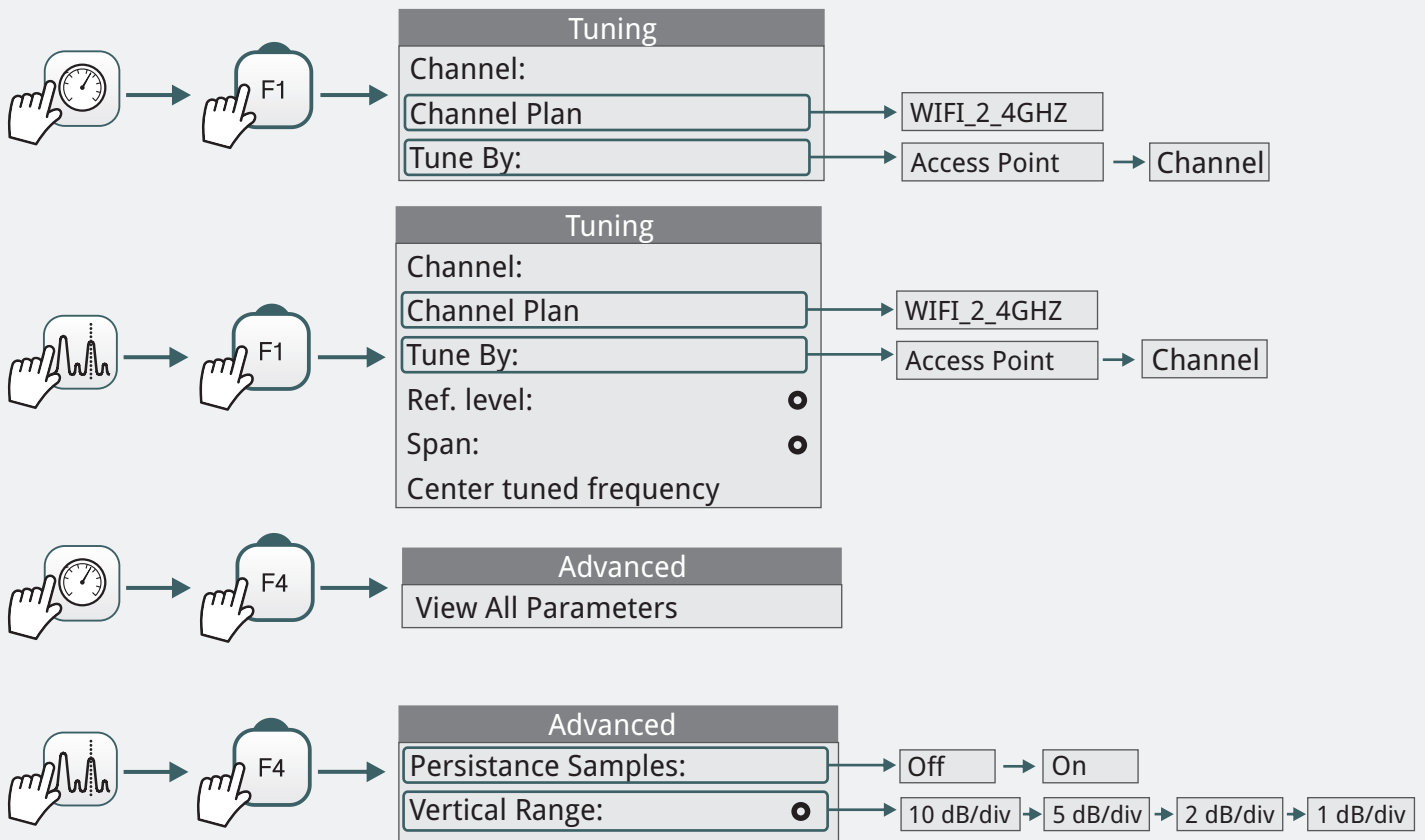 Tuning
F1
Channel:
Channel Plan
WIFI_2_4GHZ
Tune By:
Access Point
Channel
Tuning
Channel:
Channel Plan
WIFI_2_4GHZ
F1
Tune By:
Access Point
Channel
Ref. level:
Span:
Center tuned frequency
Advanced
F4
View All Parameters
Advanced
F4
Persistance Samples:
Off
On
Vertical Range:
10 dB/div
5 dB/div
2 dB/div
1 dB/div